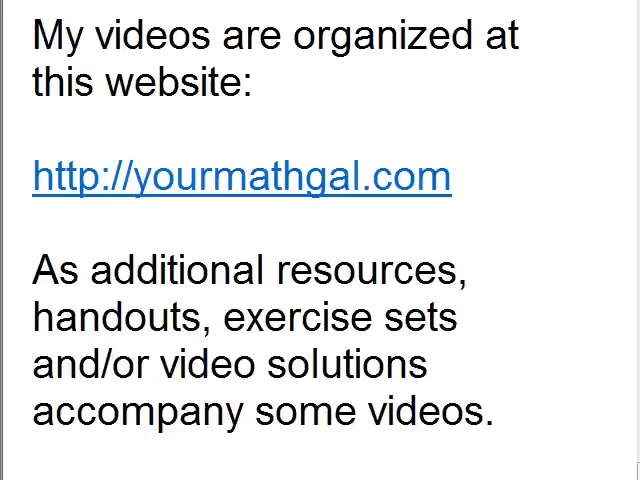 My videos are organized at
this website:
http://yourmathgal.com
As additional resources,
handouts, exercise sets
and/or video solutions
accompany some videos.